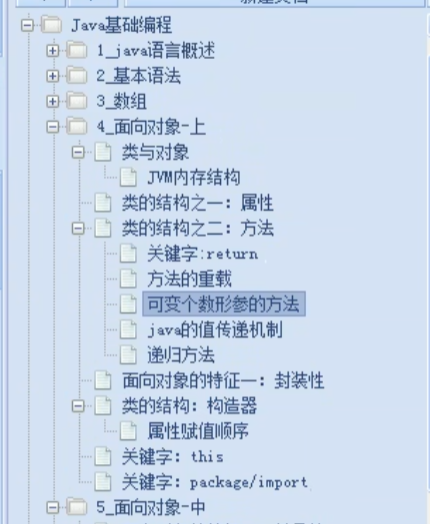 Java基础编程
1_java语言概述
2_基本语法
3_数组
4_面向对象-上
类与对象
JVM内存结构
类的结构之一: 属性
类的结构之二: 方法
关键字:return
方法的重载
可变个数形参的方法
java的值传递机制
递归方法
面向对象的特征一: 封装性
类的结构: 构造器
属性赋值顺序
关键字: this
关键字: package/import
5_面向对象-中